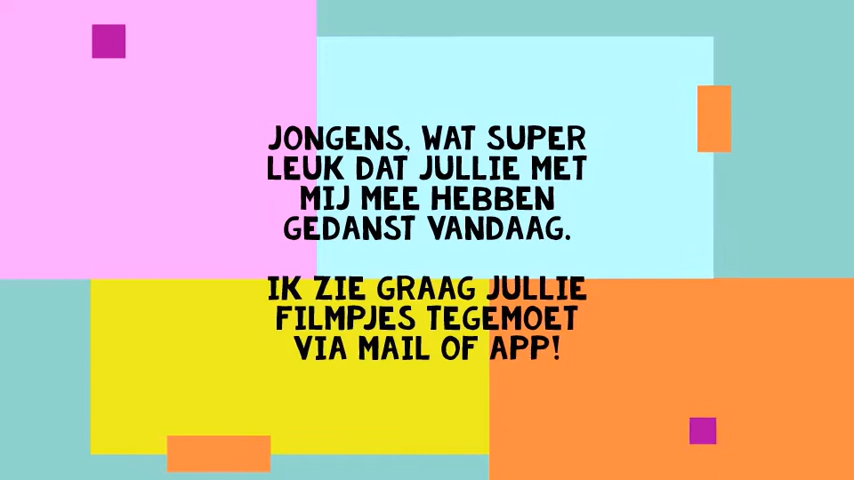 JONGENS, WAT SUPER
LEUK DAT JULLIE MET
MIJ MEE HEBBEN
GEDANST VANDAAG.
IK ZIE GRAAG JULLIE
FILMPJES TEGEMOET
VIA MAIL OF APP!